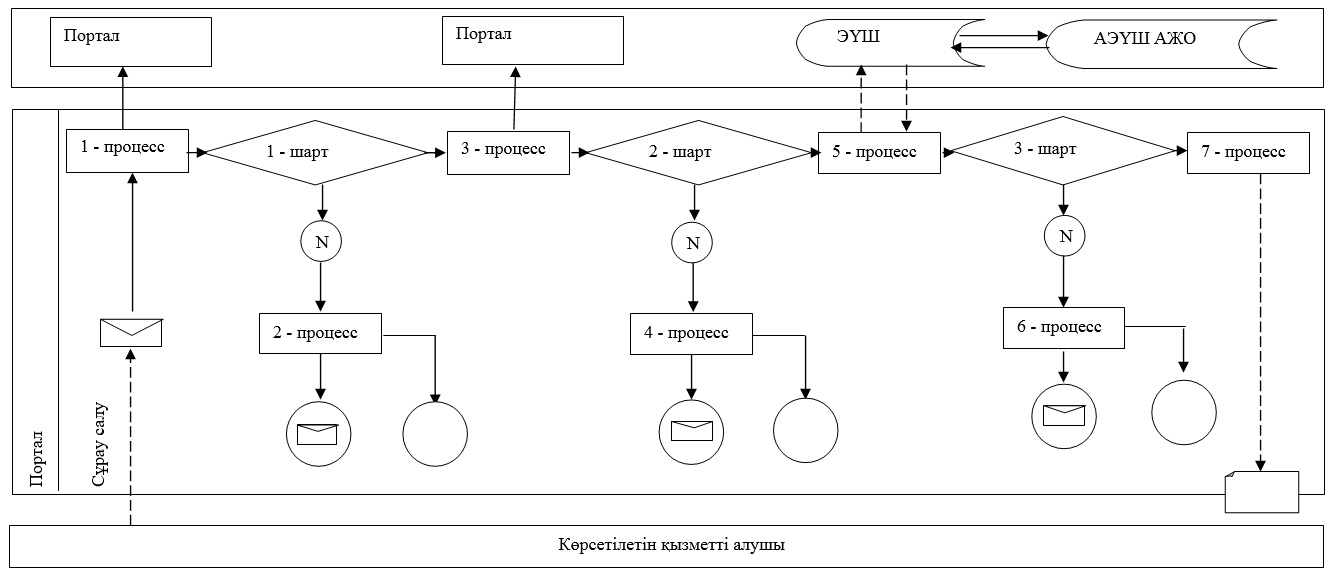 Портал
Портал
ЭҮШ
АЭҮШ АЖО
1 - процесс
1 - шарт
3 - процесс
2 - шарт
5 - процесс
3 - шарт
7 - процесс
N
N
N
2 - процесс
4 - процесс
6 - процесс
Портал
Сұрау салу
Көрсетілетін қызметті алушы